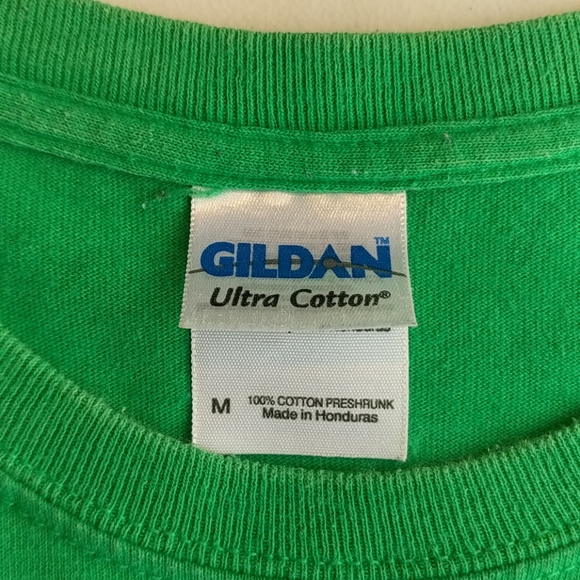 GILDAN™
Ultra Cotton®
M
100% COTTON PRESHRUNK
Made in Honduras